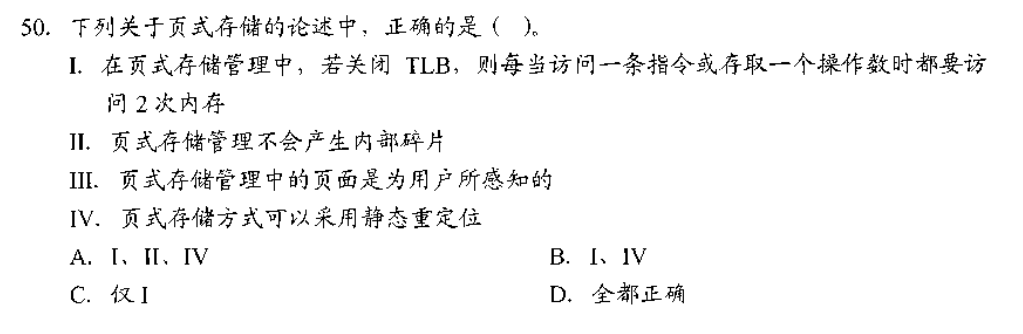 50. 下列关于页式存储的论述中，正确的是（ ）。
I. 在页式存储管理中，若关闭 TLB，则每当访问一条指令或存取一个操作数时都要访
问 2 次内存
II. 页式存储管理不会产生内部碎片
III. 页式存储管理中的页面是为用户所感知的
IV. 页式存储方式可以采用静态重定位
A. I、II、IV B. I、IV
C. 仅 I D. 全都正确